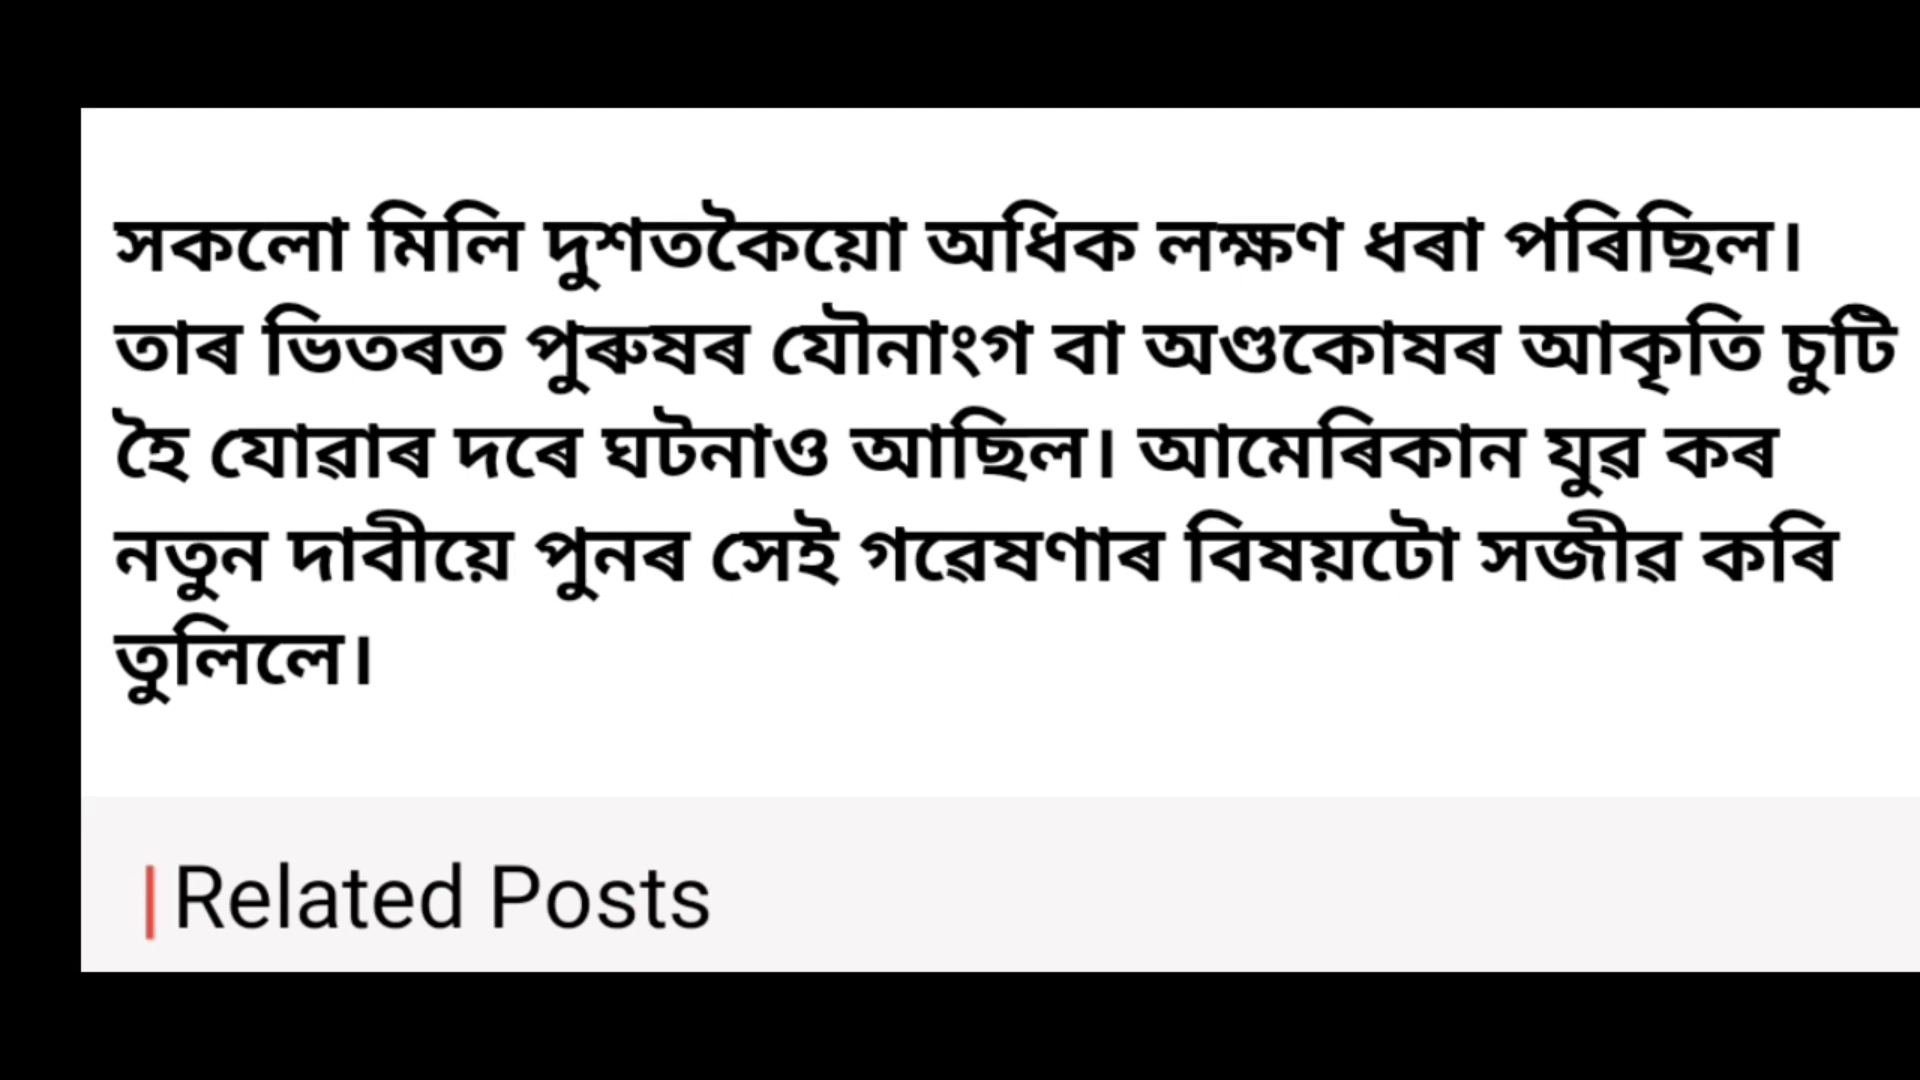 সকলো মিলি দুশতকৈয়ো অধিক লক্ষণ ধৰা পৰিছিল।
তাৰ ভিতৰত পুৰুষৰ যৌনাংগ বা অণ্ডকোষৰ আকৃতি চুটি
হৈ যোৱাৰ দৰে ঘটনাও আছিল। আমেৰিকান যুৱ কৰ
নতুন দাবীয়ে পুনৰ সেই গৱেষণাৰ বিষয়টো সজীৱ কৰি
তুলিলে।
Related Posts